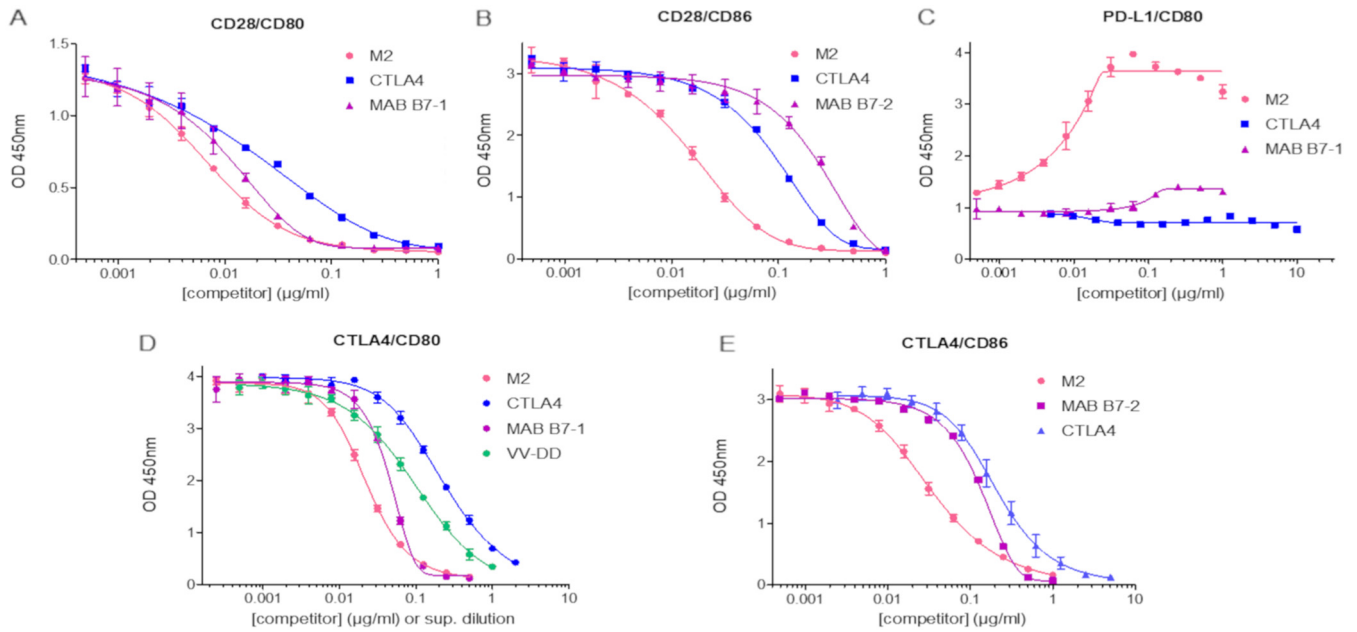 A
CD28/CD80
OD 450nm
1.5
1.0
0.5
0.0
M2
CTLA4
MAB B7-1
0.001
0.01
0.1
1
[competitor] (µg/ml)
B
CD28/CD86
OD 450nm
3
2
1
0
M2
CTLA4
MAB B7-2
0.001
0.01
0.1
1
[competitor] (µg/ml)
C
PD-L1/CD80
OD 450nm
4
3
2
1
0
M2
CTLA4
MAB B7-1
0.001
0.01
0.1
1
10
[competitor] (µg/ml)
D
CTLA4/CD80
OD 450nm
4
3
2
1
0
M2
CTLA4
MAB B7-1
VV-DD
0.001
0.01
0.1
1
10
[competitor] (µg/ml) or sup. dilution
E
CTLA4/CD86
OD 450nm
3
2
1
0
M2
MAB B7-2
CTLA4
0.001
0.01
0.1
1
10
[competitor] (µg/ml)